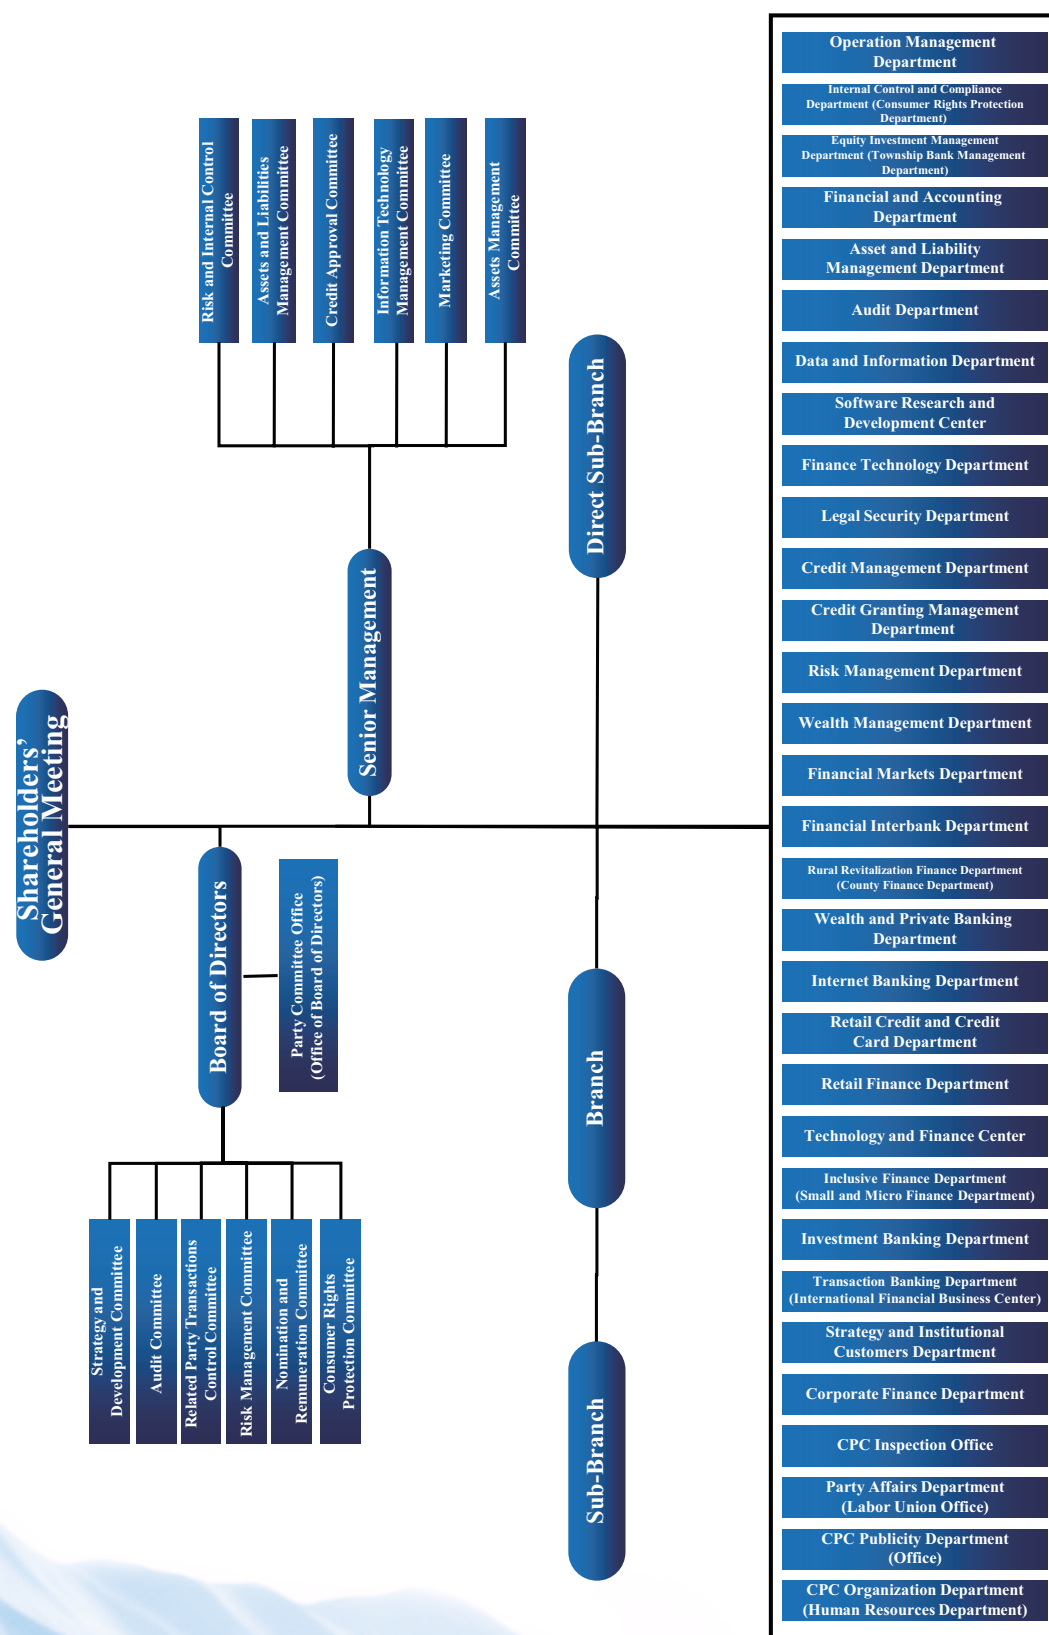 Shareholders’
General Meeting
Board of Directors
Party Committee Office
(Office of Board of Directors)
Strategy and
Development Committee
Audit Committee
Related Party Transactions
Control Committee
Risk Management Committee
Nomination and
Remuneration Committee
Consumer Rights
Protection Committee
Senior Management
Risk and Internal Control
Committee
Assets and Liabilities
Management Committee
Credit Approval Committee
Information Technology
Management Committee
Marketing Committee
Assets Management
Committee
Direct Sub-Branch
Branch
Sub-Branch
Operation Management
Department
Internal Control and Compliance
Department (Consumer Rights Protection
Department)
Equity Investment Management
Department (Township Bank Management
Department)
Financial and Accounting
Department
Asset and Liability
Management Department
Audit Department
Data and Information Department
Software Research and
Development Center
Finance Technology Department
Legal Security Department
Credit Management Department
Credit Granting Management
Department
Risk Management Department
Wealth Management Department
Financial Markets Department
Financial Interbank Department
Rural Revitalization Finance Department
(County Finance Department)
Wealth and Private Banking
Department
Internet Banking Department
Retail Credit and Credit
Card Department
Retail Finance Department
Technology and Finance Center
Inclusive Finance Department
(Small and Micro Finance Department)
Investment Banking Department
Transaction Banking Department
(International Financial Business Center)
Strategy and Institutional
Customers Department
Corporate Finance Department
CPC Inspection Office
Party Affairs Department
(Labor Union Office)
CPC Publicity Department
(Office)
CPC Organization Department
(Human Resources Department)